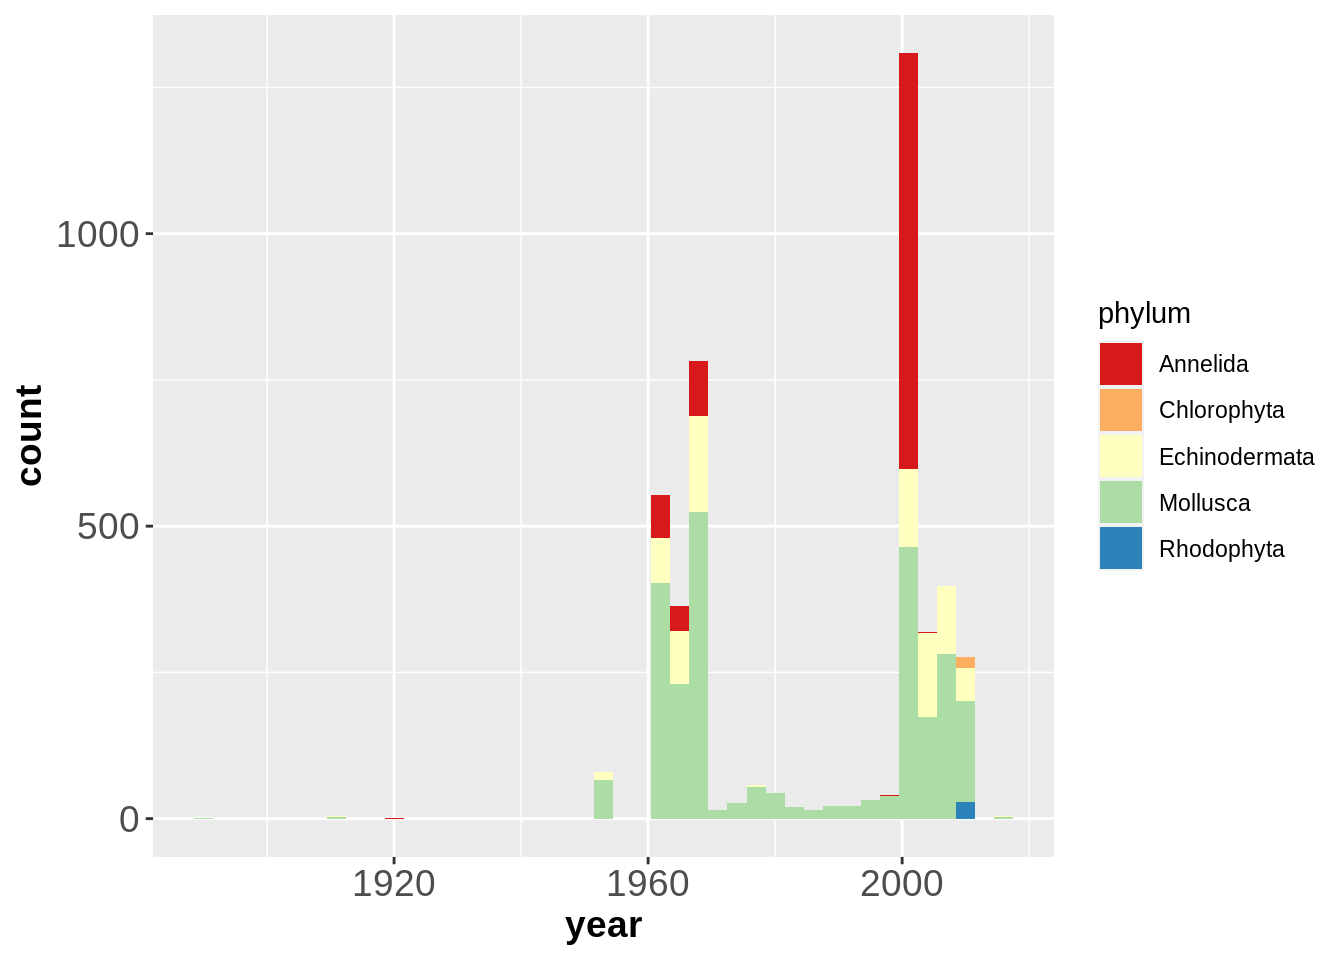 1000
500
0
1920
1960
2000
year
count
phylum
Annelida
Chlorophyta
Echinodermata
Mollusca
Rhodophyta